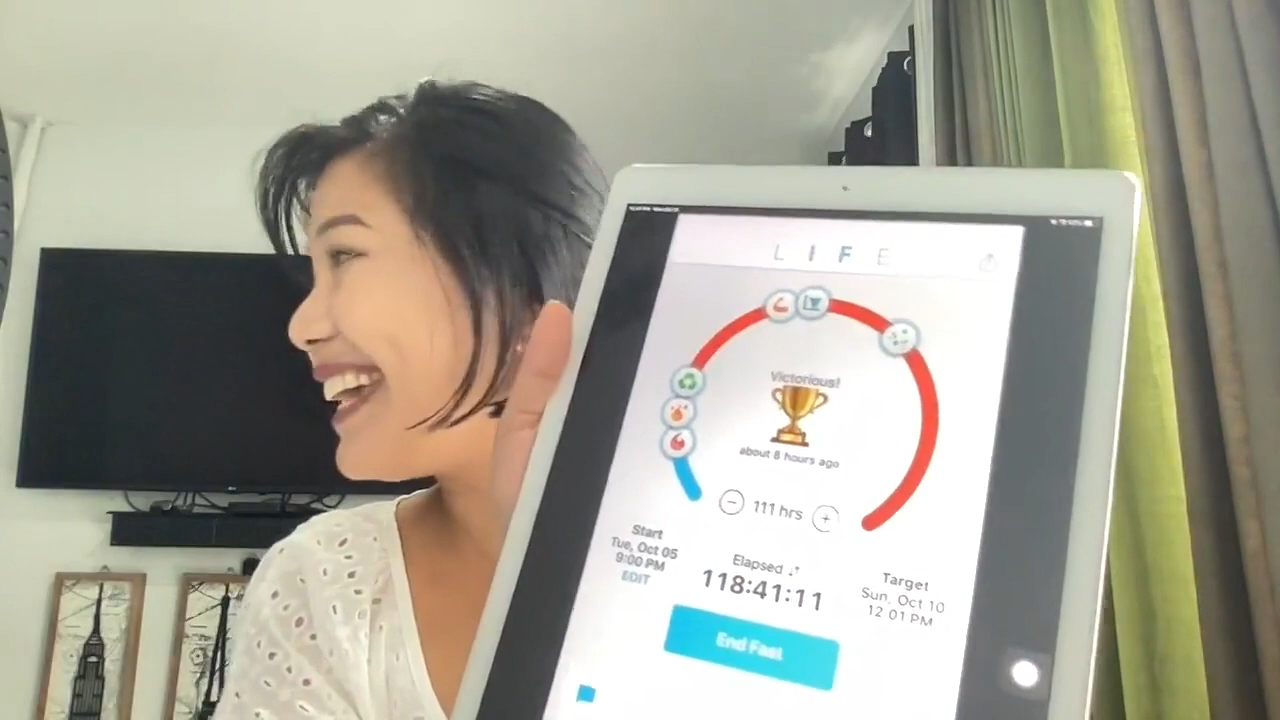 LIFE
Victorious!
about 8 hours ago
111 hrs
Start
Tue, Oct 05
9:00 PM
EDIT
Elapsed
118:41:11
Target
Sun, Oct 10
12 01 PM
End Fast